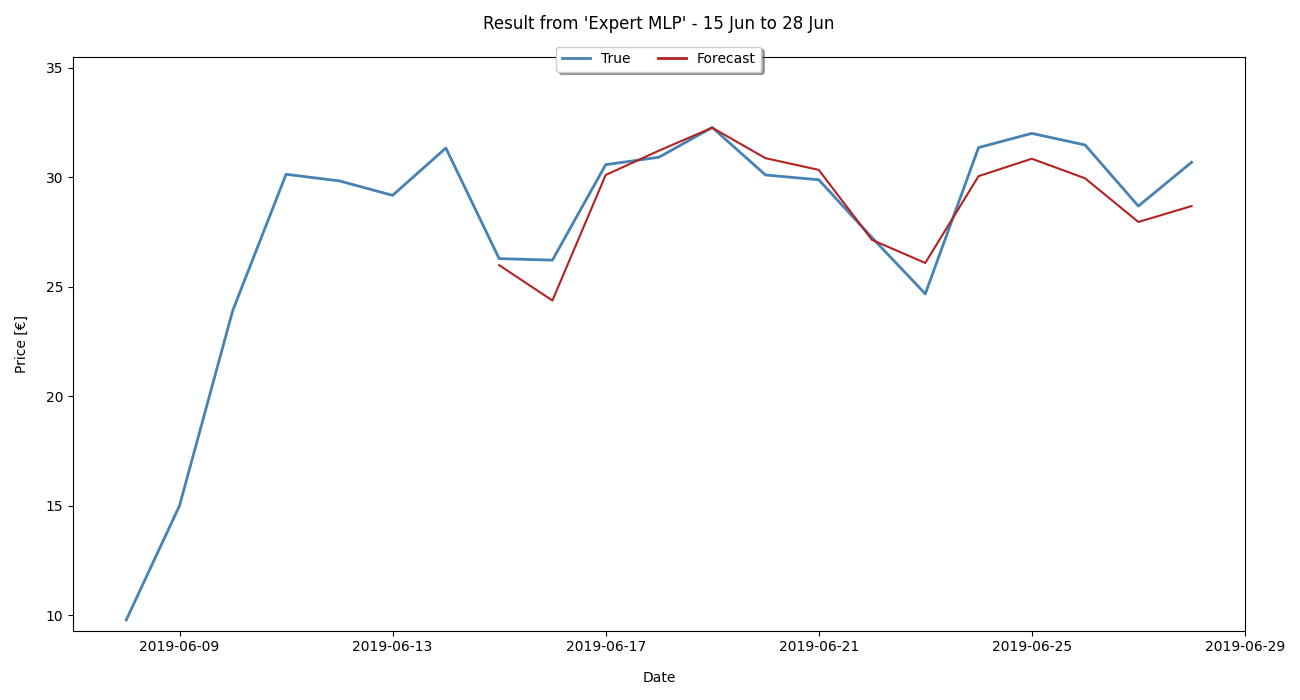 Result from 'Expert MLP' - 15 Jun to 28 Jun
True Forecast
35
30
25
20
15
10
Price [€]
2019-06-09 2019-06-13 2019-06-17 2019-06-21 2019-06-25 2019-06-29
Date